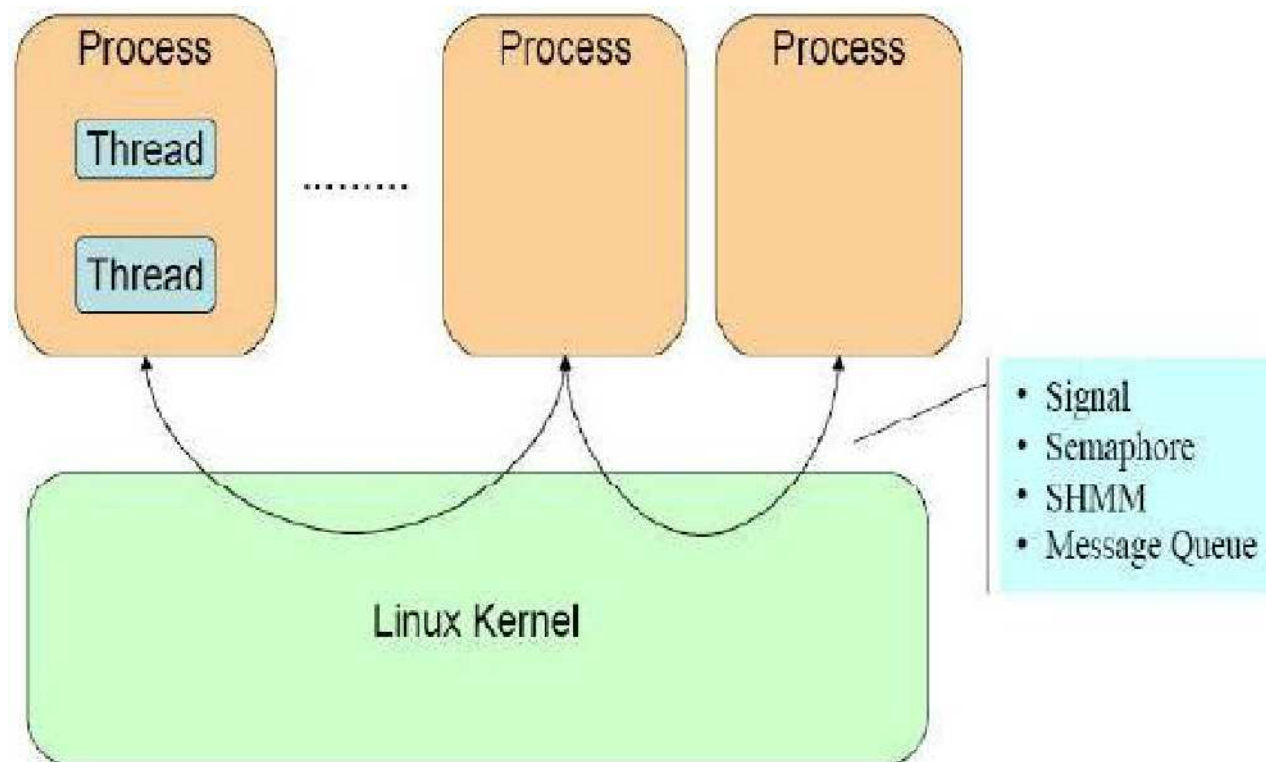 Process
Process
Process
Thread
Thread
.........
• Signal
• Semaphore
• SHMM
• Message Queue
Linux Kernel